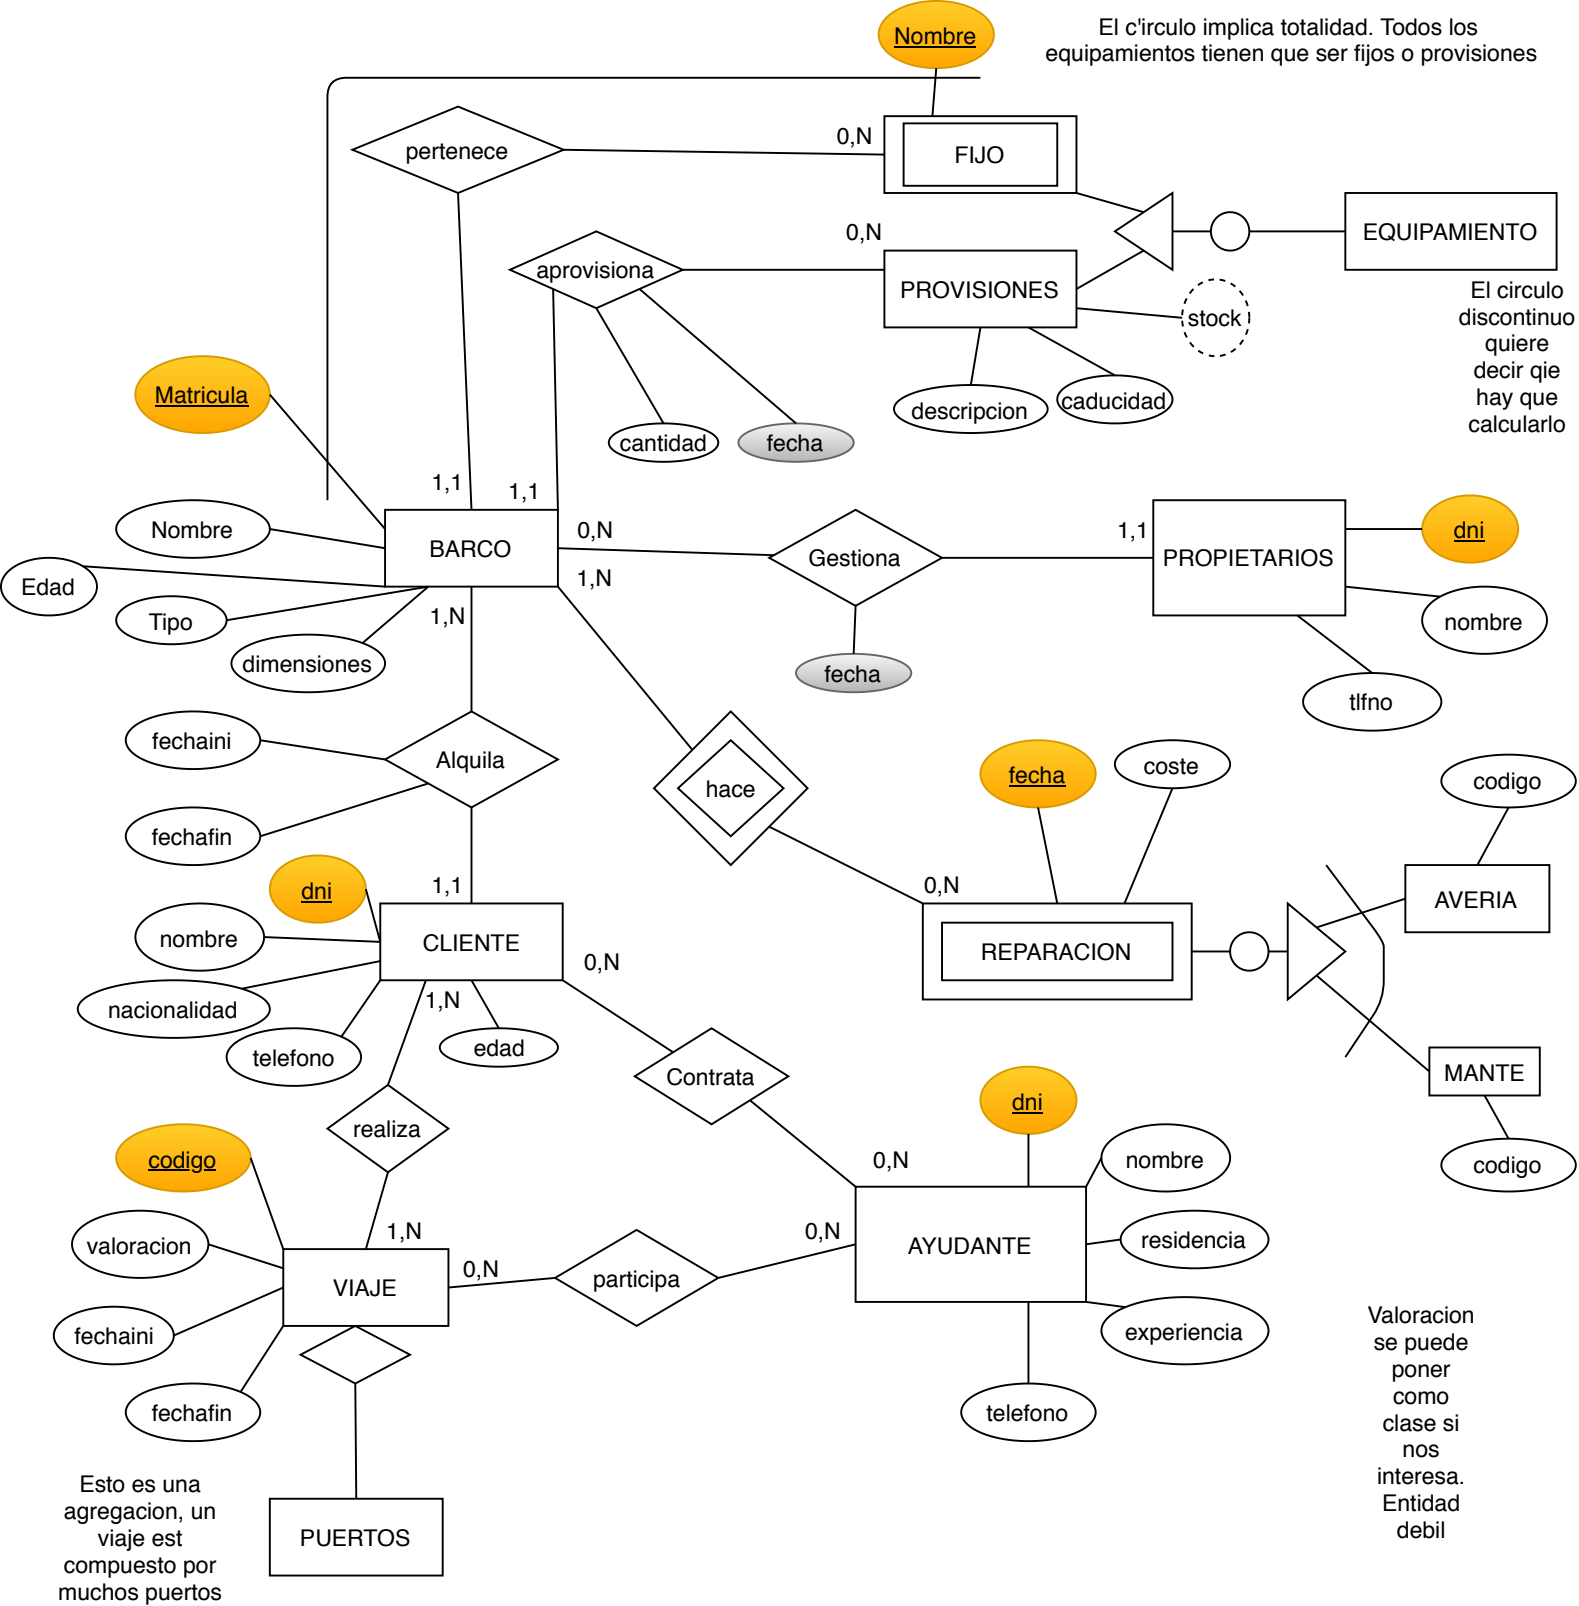 Nombre
El c'irculo implica totalidad. Todos los
equipamientos tienen que ser fijos o provisiones
pertenece
0,N
FIJO
0,N
EQUIPAMIENTO
aprovisiona
PROVISIONES
stock
El circulo
discontinuo
quiere
decir qie
hay que
calcularlo
Matricula
descripcion
caducidad
cantidad
fecha
1,1
1,1
Nombre
BARCO
0,N
Gestiona
1,1
PROPIETARIOS
dni
Edad
1,N
Tipo
1,N
nombre
dimensiones
fecha
tlfno
fechaini
Alquila
hace
fecha
coste
codigo
fechafin
dni
1,1
0,N
AVERIA
nombre
CLIENTE
0,N
REPARACION
nacionalidad
1,N
telefono
edad
Contrata
MANTE
dni
realiza
codigo
0,N
nombre
codigo
valoracion
1,N
0,N
AYUDANTE
residencia
VIAJE
0,N
participa
fechaini
experiencia
fechafin
telefono
Valoracion
se puede
poner
como
clase si
nos
interesa.
Entidad
debil
Esto es una
agregacion, un
viaje est
compuesto por
muchos puertos
PUERTOS